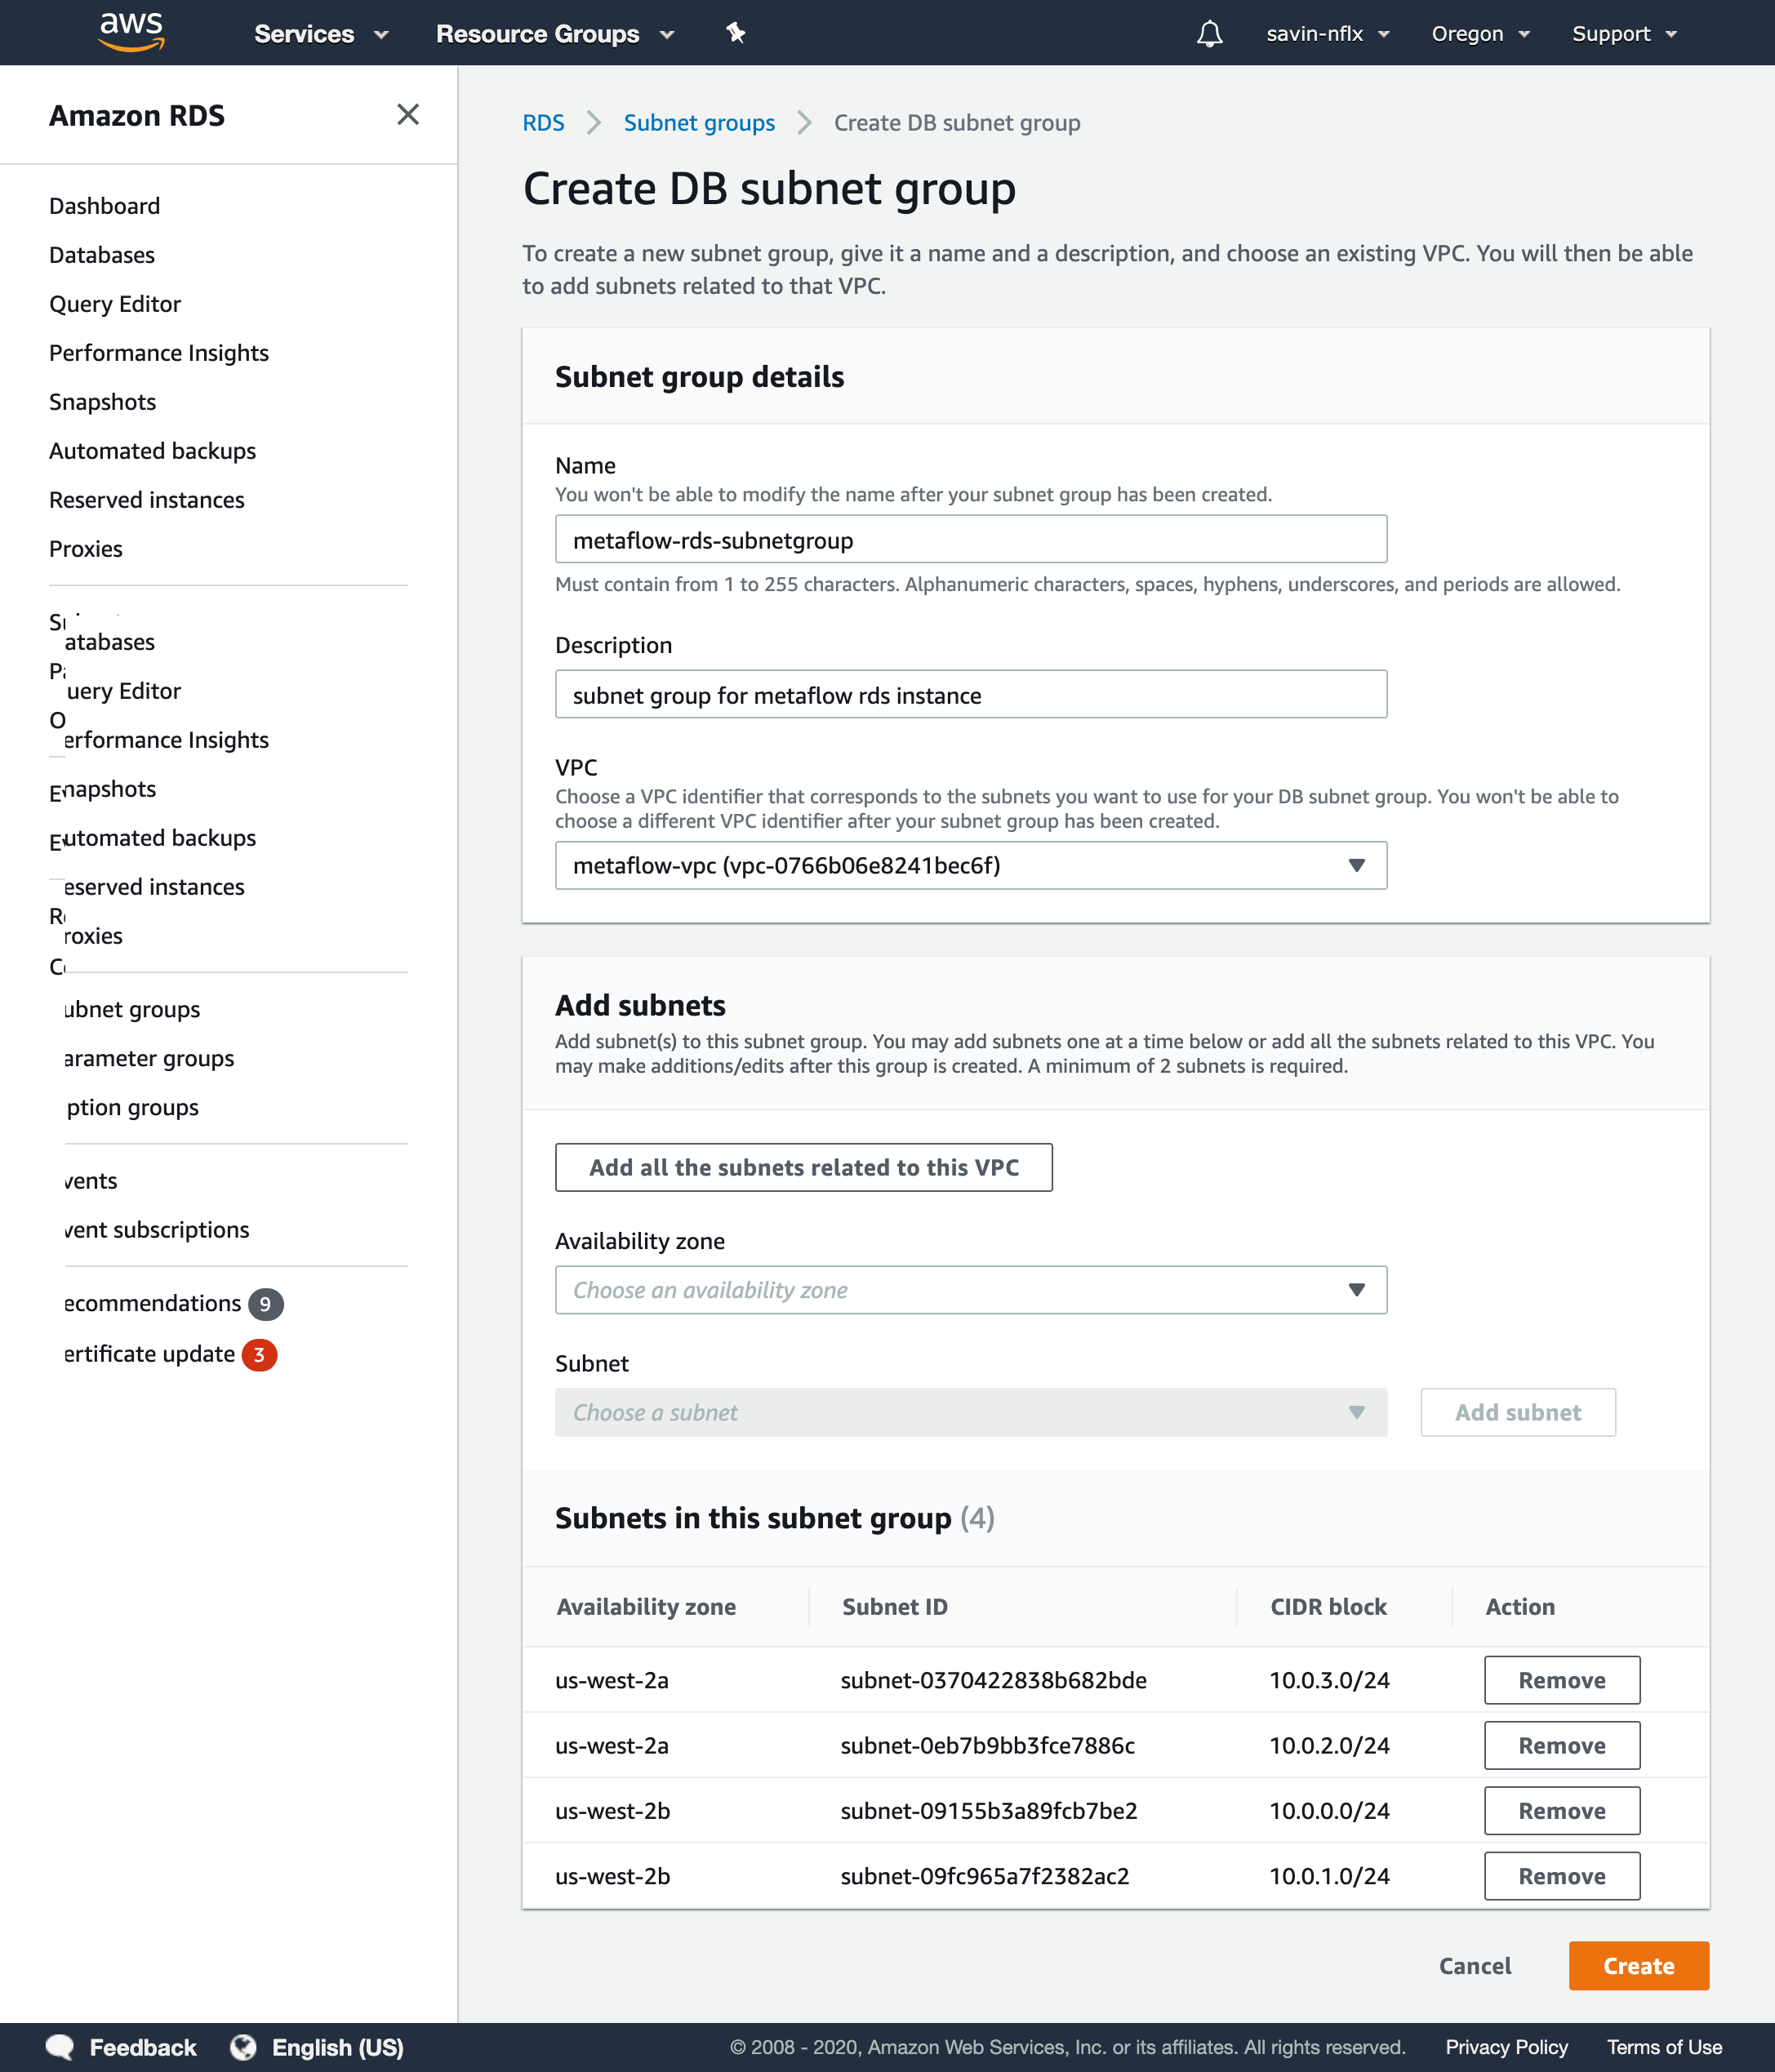 aws
Services
Resource Groups
savin-nflx
Oregon
Support
Amazon RDS
Dashboard
Databases
Query Editor
Performance Insights
Snapshots
Automated backups
Reserved instances
Proxies
atabases
uery Editor
erformance Insights
napshots
utomated backups
eserved instances
roxies
ubnet groups
arameter groups
ption groups
vents
vent subscriptions
ecommendations 9
ertificate update 3
RDS
Subnet groups
Create DB subnet group
Create DB subnet group
To create a new subnet group, give it a name and a description, and choose an existing VPC. You will then be able
to add subnets related to that VPC.
Subnet group details
Name
You won't be able to modify the name after your subnet group has been created.
metaflow-rds-subnetgroup
Must contain from 1 to 255 characters. Alphanumeric characters, spaces, hyphens, underscores, and periods are allowed.
Description
subnet group for metaflow rds instance
VPC
Choose a VPC identifier that corresponds to the subnets you want to use for your DB subnet group. You won't be able to
choose a different VPC identifier after your subnet group has been created.
metaflow-vpc (vpc-0766b06e8241bec6f)
Add subnets
Add subnet(s) to this subnet group. You may add subnets one at a time below or add all the subnets related to this VPC. You
may make additions/edits after this group is created. A minimum of 2 subnets is required.
Add all the subnets related to this VPC
Availability zone
Choose an availability zone
Subnet
Choose a subnet
Add subnet
Subnets in this subnet group (4)
Availability zone Subnet ID CIDR block Action
us-west-2a subnet-0370422838b682bde 10.0.3.0/24 Remove
us-west-2a subnet-0eb7b9bb3fce7886c 10.0.2.0/24 Remove
us-west-2b subnet-09155b3a89fcb7be2 10.0.0.0/24 Remove
us-west-2b subnet-09fc965a7f2382ac2 10.0.1.0/24 Remove
Cancel
Create
Feedback
English (US)
© 2008 - 2020, Amazon Web Services, Inc. or its affiliates. All rights reserved.
Privacy Policy
Terms of Use